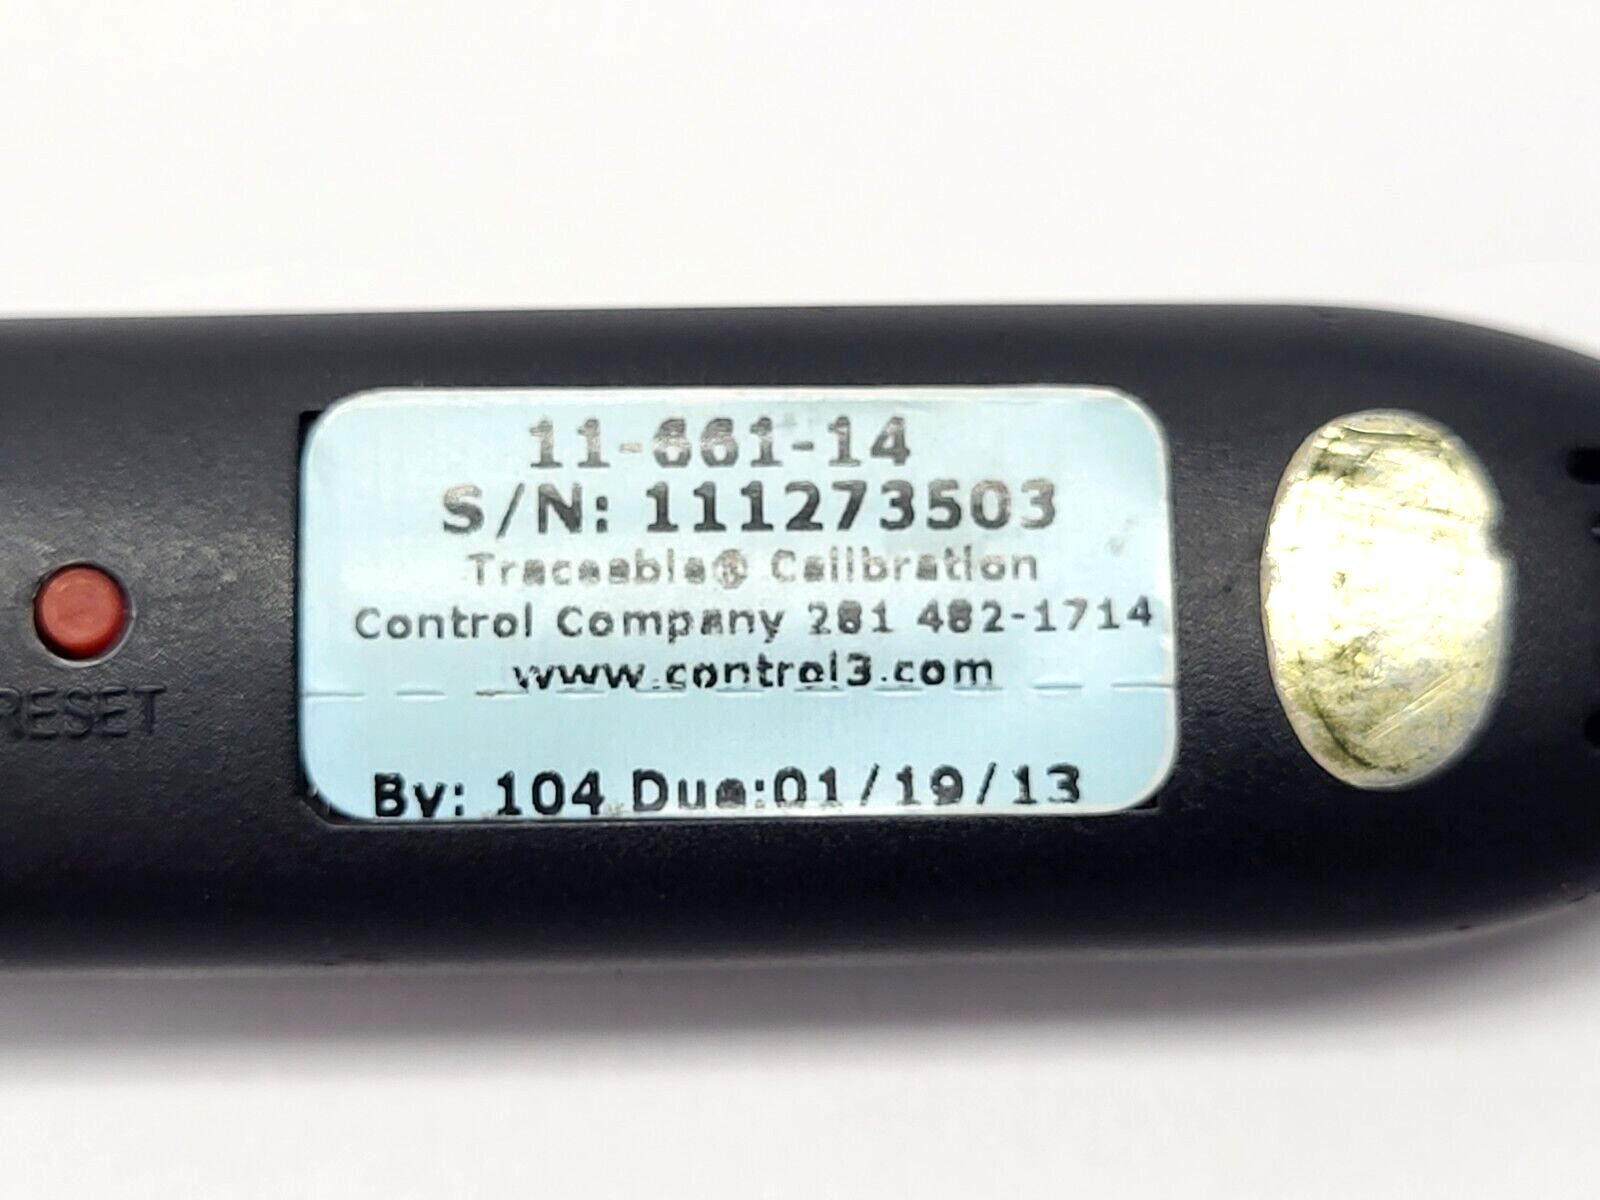 11-661-14
S/N: 111273503
Traceable® Calibration
Control Company 281 482-1714
www.control3.com
By: 104 Due:01/19/13
RESET